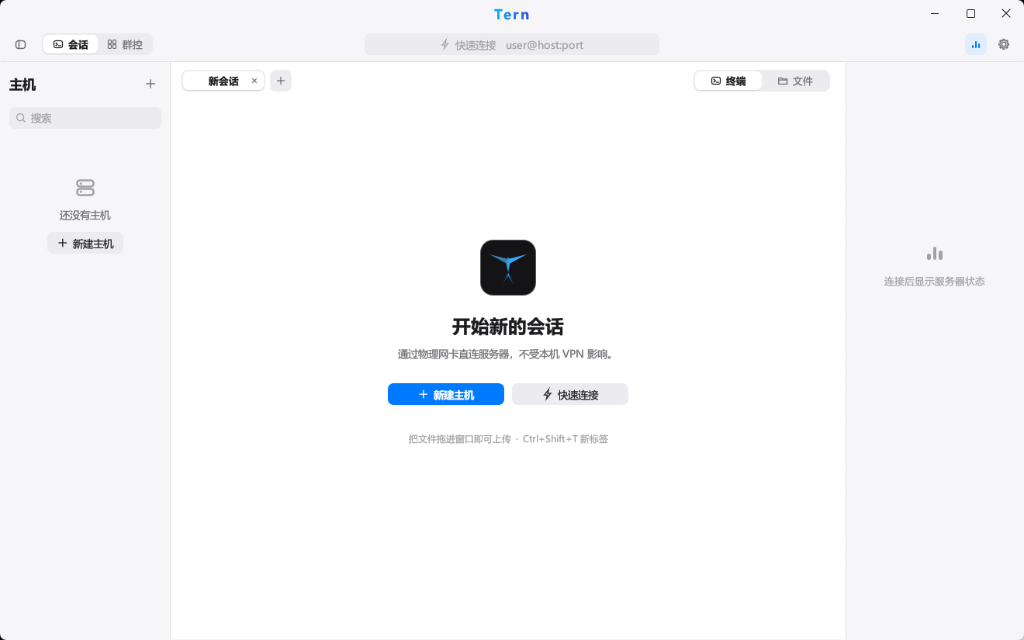 Tern
会话
群控
快速连接 user@host:port
主机
搜索
还没有主机
新建主机
新会话
终端
文件
开始新的会话
通过物理网卡直连服务器，不受本机 VPN 影响。
新建主机
快速连接
把文件拖进窗口即可上传 · Ctrl+Shift+T 新标签
连接后显示服务器状态